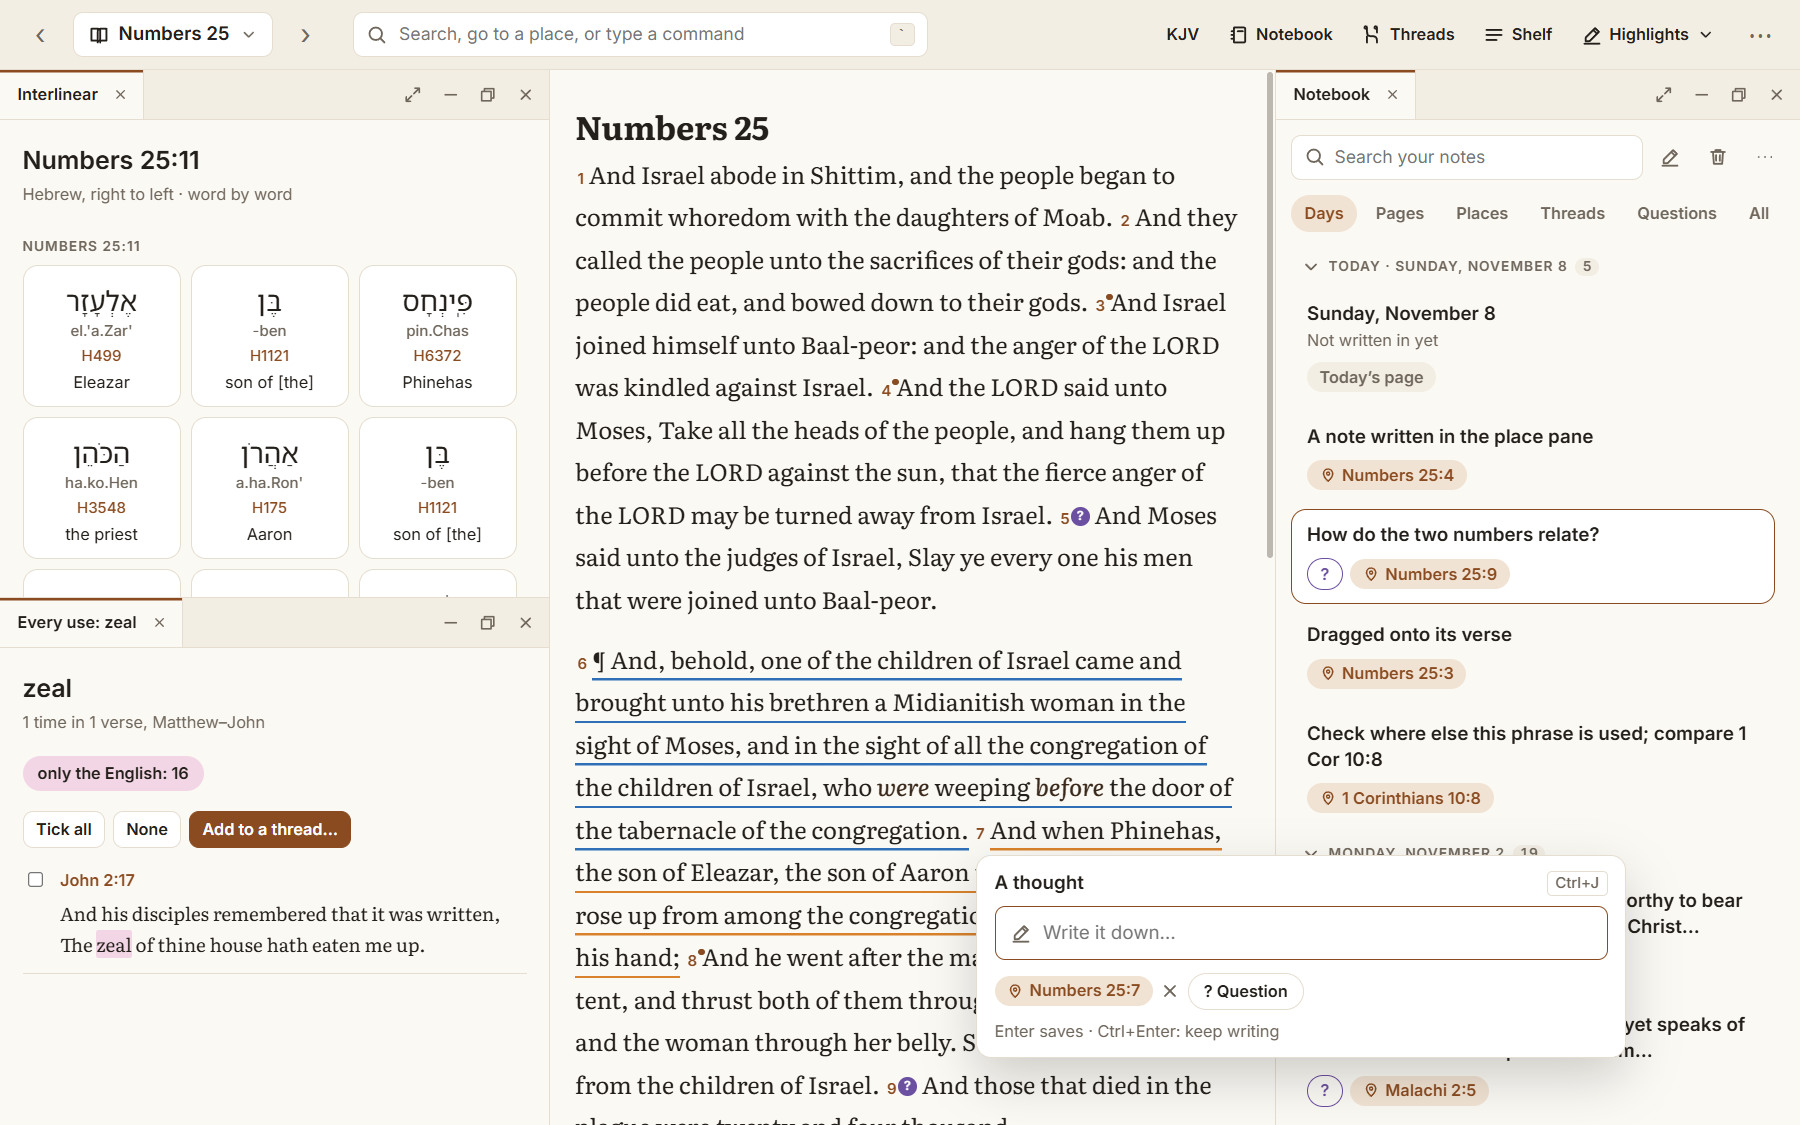 Numbers 25
Search, go to a place, or type a command
`
KJV
Notebook
Threads
Shelf
Highlights
Interlinear
Numbers 25:11
Hebrew, right to left · word by word
NUMBERS 25:11
אֶלְעָזָר
בֶּן
פִּינְחָס
el.'a.Zar'
-ben
pin.Chas
H499
H1121
H6372
Eleazar
son of [the]
Phinehas
הַכֹּהֵן
אַהֲרֹן
בֶּן
ha.ko.Hen
a.ha.Ron'
-ben
H3548
H175
H1121
the priest
Aaron
son of [the]
Every use: zeal
zeal
1 time in 1 verse, Matthew–John
only the English: 16
Tick all
None
Add to a thread…
John 2:17
And his disciples remembered that it was written,
The zeal of thine house hath eaten me up.
Numbers 25
1 And Israel abode in Shittim, and the people began to
commit whoredom with the daughters of Moab. 2 And they
called the people unto the sacrifices of their gods: and the
people did eat, and bowed down to their gods. 3 And Israel
joined himself unto Baal-peor: and the anger of the LORD
was kindled against Israel. 4 And the LORD said unto
Moses, Take all the heads of the people, and hang them up
before the LORD against the sun, that the fierce anger of
the LORD may be turned away from Israel. 5 ? And Moses
said unto the judges of Israel, Slay ye every one his men
that were joined unto Baal-peor.
6 ¶ And, behold, one of the children of Israel came and
brought unto his brethren a Midianitish woman in the
sight of Moses, and in the sight of all the congregation of
the children of Israel, who were weeping before the door of
the tabernacle of the congregation. 7 And when Phinehas,
the son of Eleazar, the son of Aaron
rose up from among the
his hand; 8 And he went after the
tent, and thrust both of them
and the woman through her belly.
from the children of Israel. 9 ? And those that died in the
plague were twenty and four thousand.
A thought
Ctrl+J
Write it down…
Numbers 25:7
? Question
Enter saves · Ctrl+Enter: keep writing
Notebook
Search your notes
Days
Pages
Places
Threads
Questions
All
TODAY · SUNDAY, NOVEMBER 8 5
Sunday, November 8
Not written in yet
Today’s page
A note written in the place pane
Numbers 25:4
How do the two numbers relate?
?
Numbers 25:9
Dragged onto its verse
Numbers 25:3
Check where else this phrase is used; compare 1
Cor 10:8
1 Corinthians 10:8
MONDAY, NOVEMBER 2 19
to bear
Christ…
yet speaks of
?
Malachi 2:5